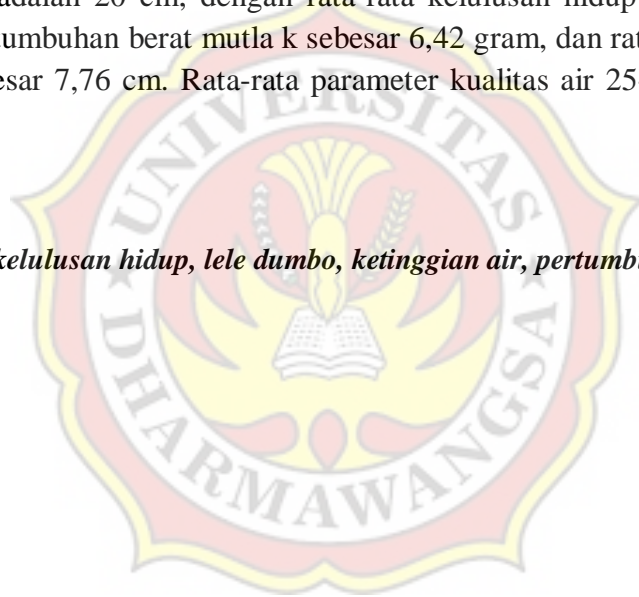 adalah 20 cm, dengan rata-rata kelulusan hidup
umbuhan berat mutla k sebesar 6,42 gram, dan rat
esar 7,76 cm. Rata-rata parameter kualitas air 25
kelulusan hidup, lele dumbo, ketinggian air, pertumb
UNIVERSITAS
DHARMAWANGSA